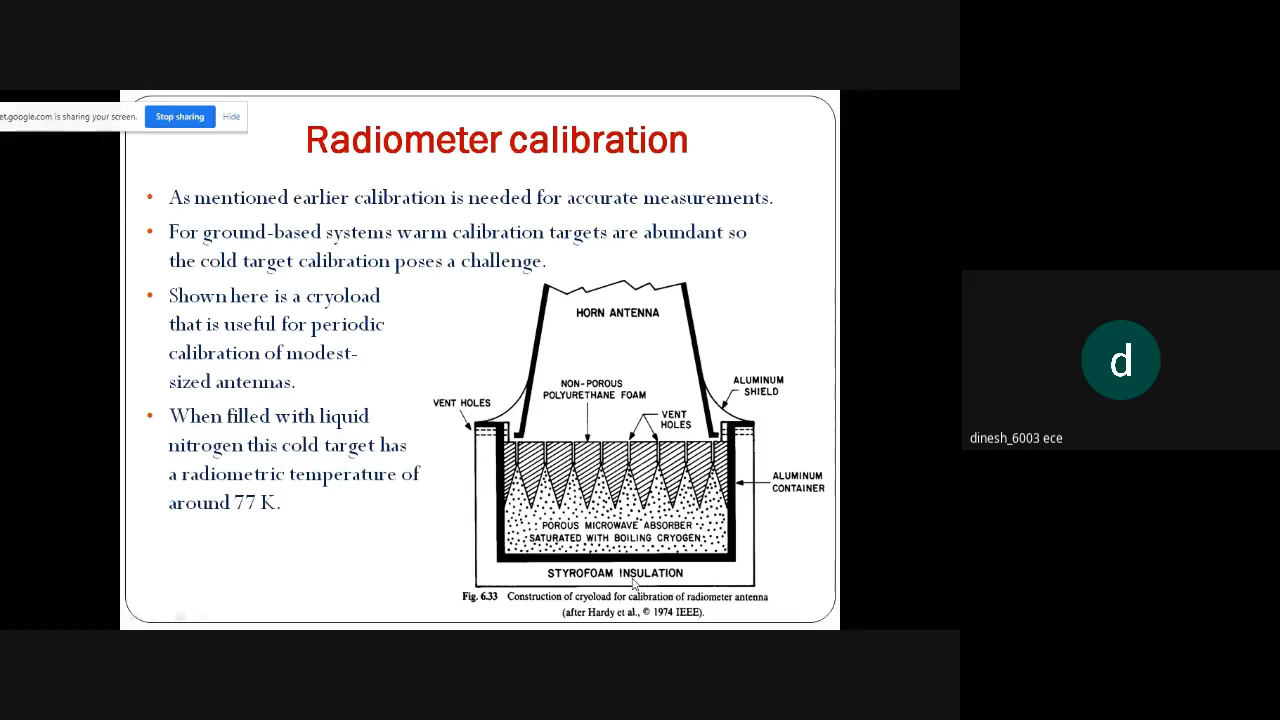 et.google.com is sharing your screen.
Stop sharing
Hide
Radiometer calibration
• As mentioned earlier calibration is needed for accurate measurements.
• For ground-based systems warm calibration targets are abundant so
the cold target calibration poses a challenge.
• Shown here is a cryoload
that is useful for periodic
calibration of modest-
sized antennas.
• When filled with liquid
nitrogen this cold target has
a radiometric temperature of
around 77 K.
HORN ANTENNA
NON-POROUS
POLYURETHANE FOAM
ALUMINUM
SHIELD
VENT HOLES
VENT
HOLES
ALUMINUM
CONTAINER
POROUS MICROWAVE ABSORBER
SATURATED WITH BOILING CRYOGEN
STYROFOAM INSULATION
Fig. 6.33 Construction of cryoload for calibration of radiometer antenna
(after Hardy et al., © 1974 IEEE).
d
dinesh_6003 ece